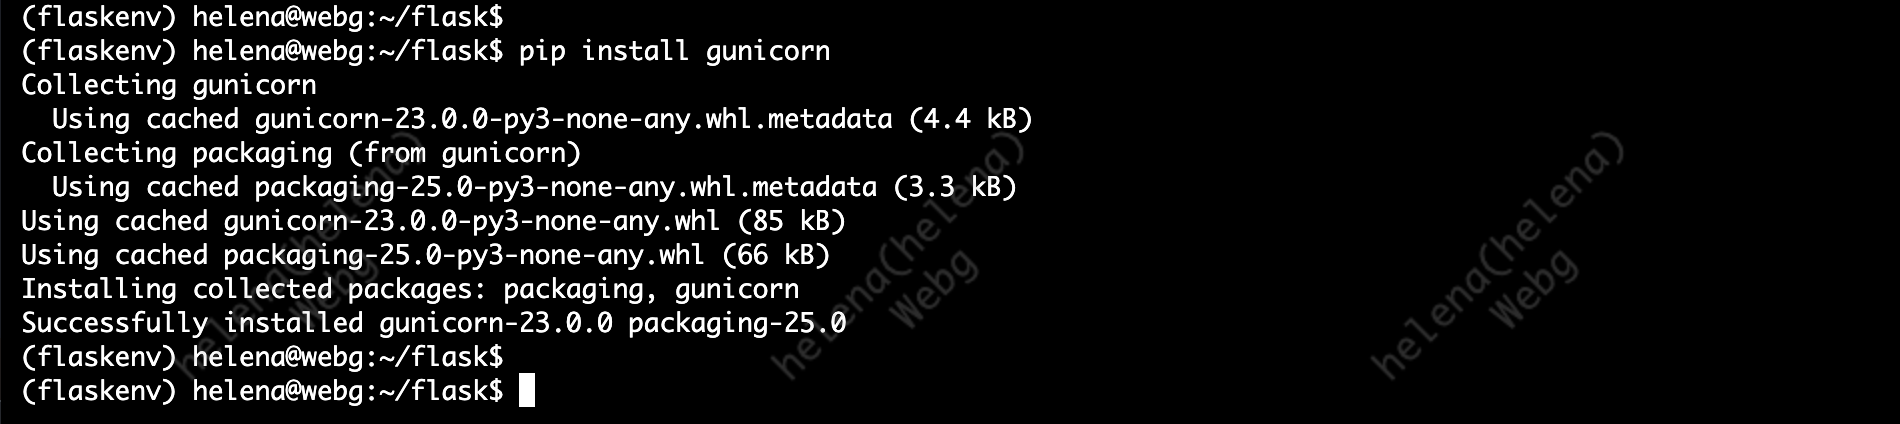 (flaskenv) helena@webg:~/flask$
(flaskenv) helena@webg:~/flask$ pip install gunicorn
Collecting gunicorn
  Using cached gunicorn-23.0.0-py3-none-any.whl.metadata (4.4 kB)
Collecting packaging (from gunicorn)
  Using cached packaging-25.0-py3-none-any.whl.metadata (3.3 kB)
Using cached gunicorn-23.0.0-py3-none-any.whl (85 kB)
Using cached packaging-25.0-py3-none-any.whl (66 kB)
Installing collected packages: packaging, gunicorn
Successfully installed gunicorn-23.0.0 packaging-25.0
(flaskenv) helena@webg:~/flask$
(flaskenv) helena@webg:~/flask$
helena(helena)
Webg
helena(helena)
Webg
helena(helena)
Webg